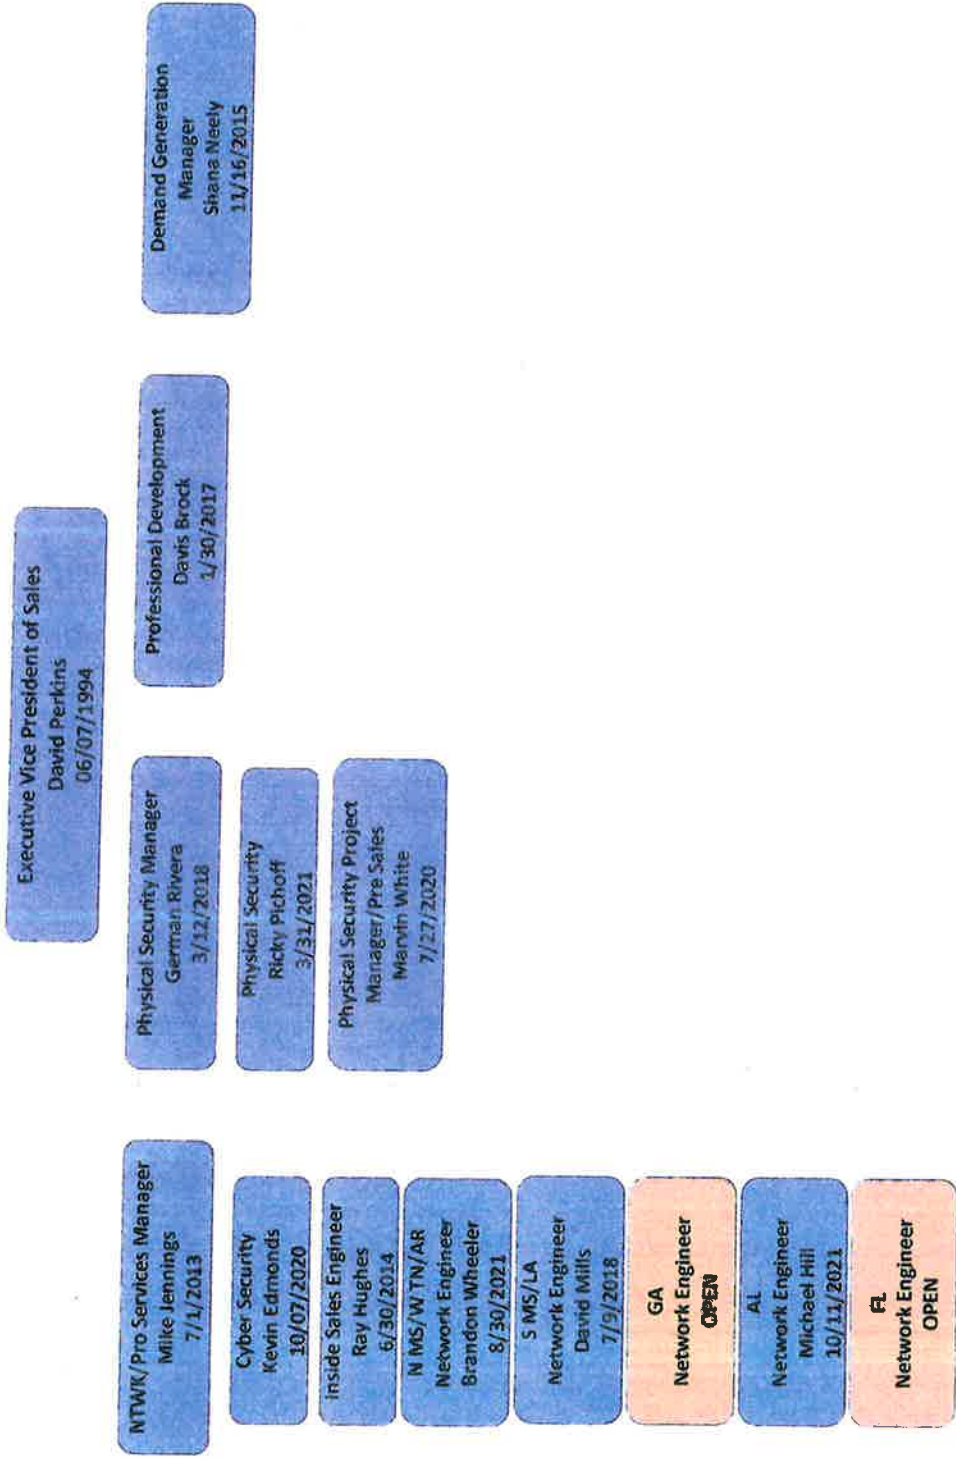 Executive Vice President of Sales
David Perkins
06/07/1994
NTWK/Pro Services Manager
Mike Jennings
7/1/2013
Cyber Security
Kevin Edmonds
10/07/2020
Inside Sales Engineer
Ray Hughes
6/30/2014
N MS/W TN/AR
Network Engineer
Brandon Wheeler
8/30/2021
S MS/LA
Network Engineer
David Mills
7/9/2018
GA
Network Engineer
OPEN
AL
Network Engineer
Michael Hill
10/11/2021
FL
Network Engineer
OPEN
Physical Security Manager
German Rivera
3/12/2018
Physical Security
Ricky Pichoff
3/31/2021
Physical Security Project
Manager/Pre Sales
Marvin White
7/27/2020
Professional Development
Davis Brock
1/30/2017
Demand Generation
Manager
Shana Neely
11/16/2015